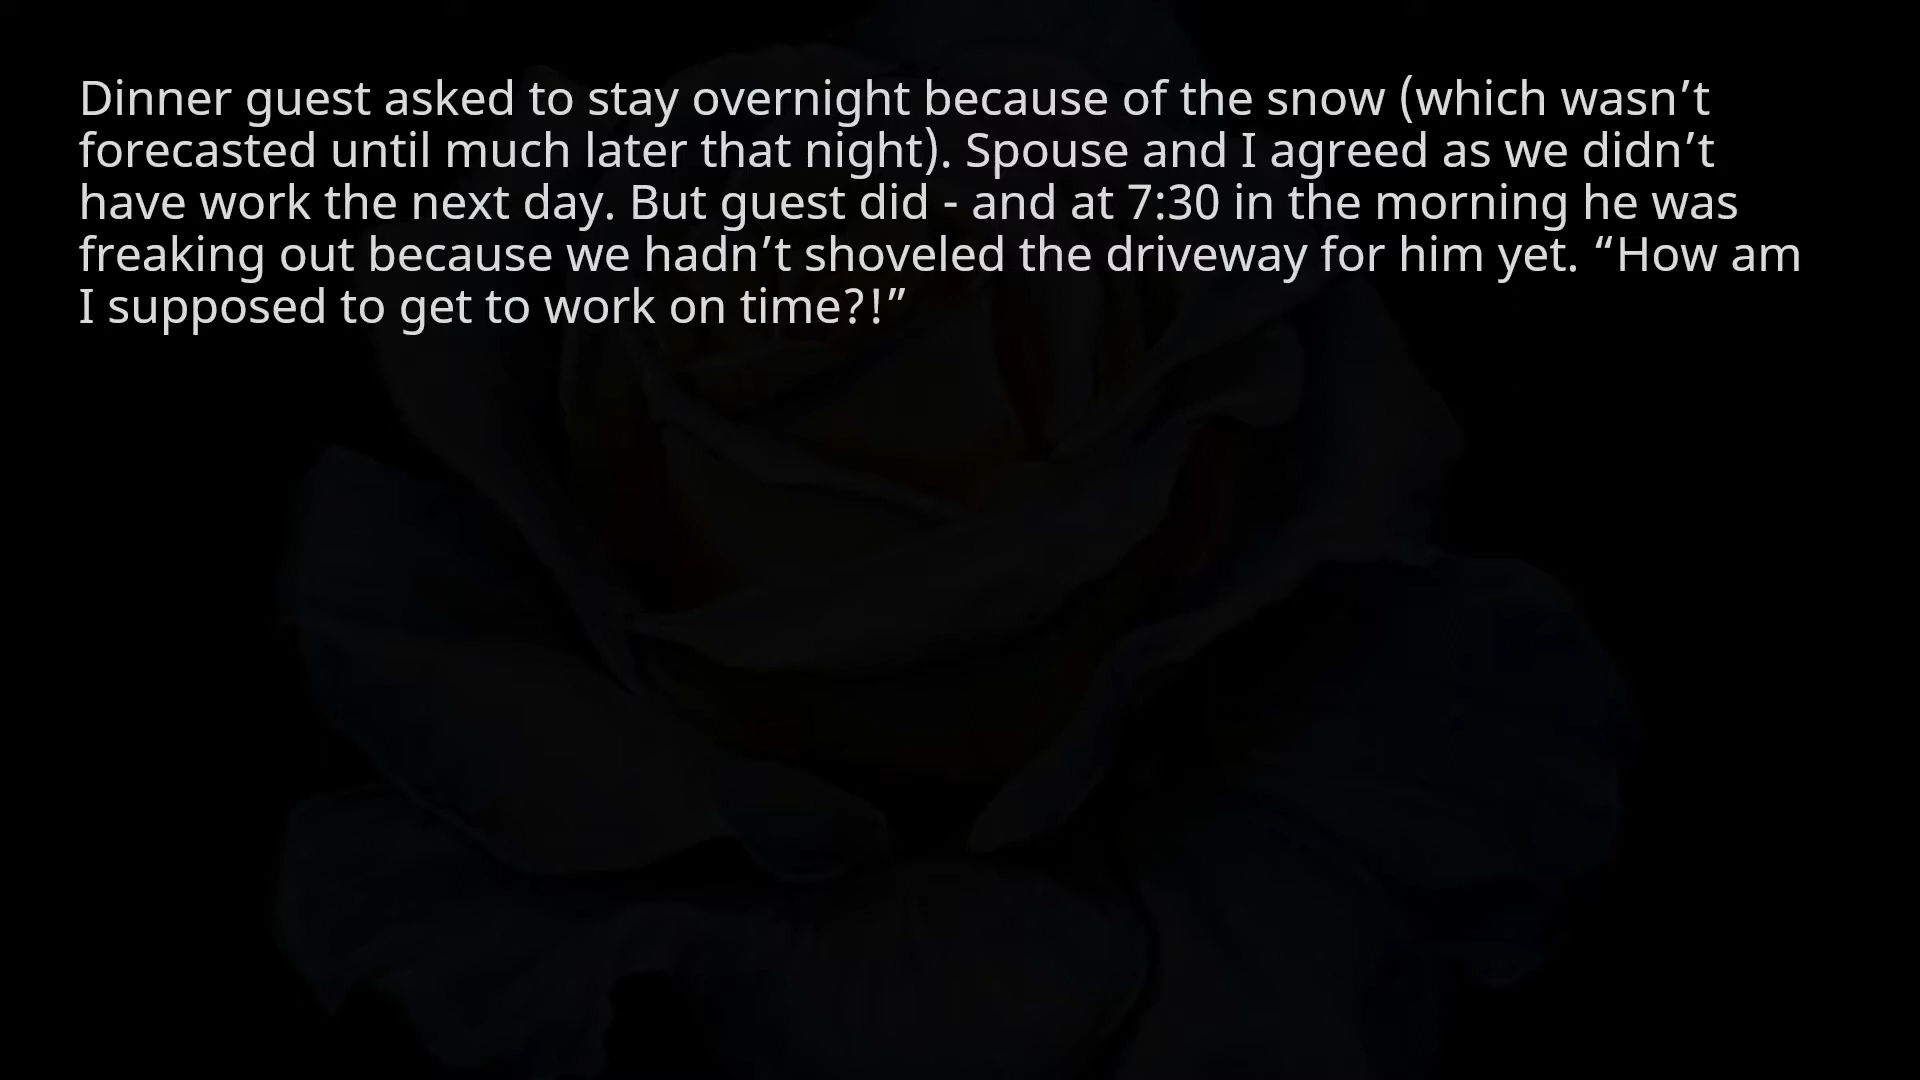 Dinner guest asked to stay overnight because of the snow (which wasn’t
forecasted until much later that night). Spouse and I agreed as we didn’t
have work the next day. But guest did - and at 7:30 in the morning he was
freaking out because we hadn’t shoveled the driveway for him yet. “How am
I supposed to get to work on time?!”